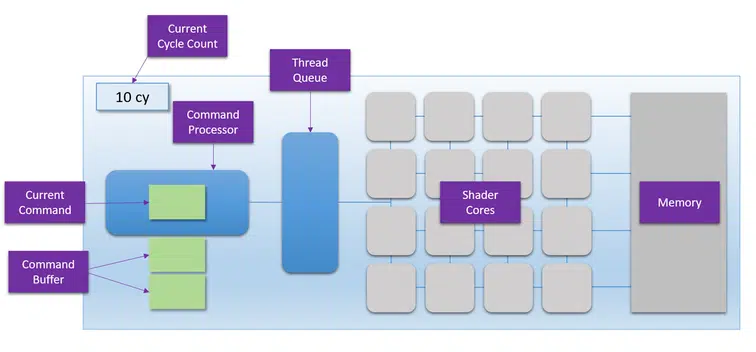 Current
Cycle Count
Thread
Queue
10 cy
Command
Processor
Current
Command
Shader
Cores
Memory
Command
Buffer